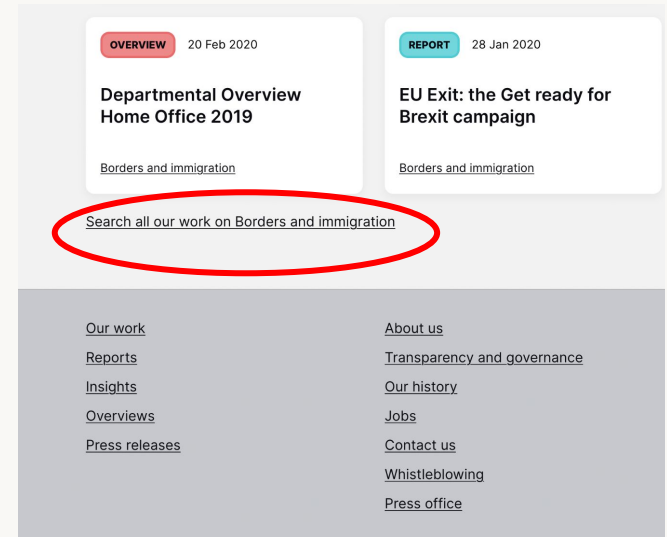 OVERVIEW 20 Feb 2020
Departmental Overview
Home Office 2019
Borders and immigration
REPORT 28 Jan 2020
EU Exit: the Get ready for
Brexit campaign
Borders and immigration
Search all our work on Borders and immigration
Our work
Reports
Insights
Overviews
Press releases
About us
Transparency and governance
Our history
Jobs
Contact us
Whistleblowing
Press office